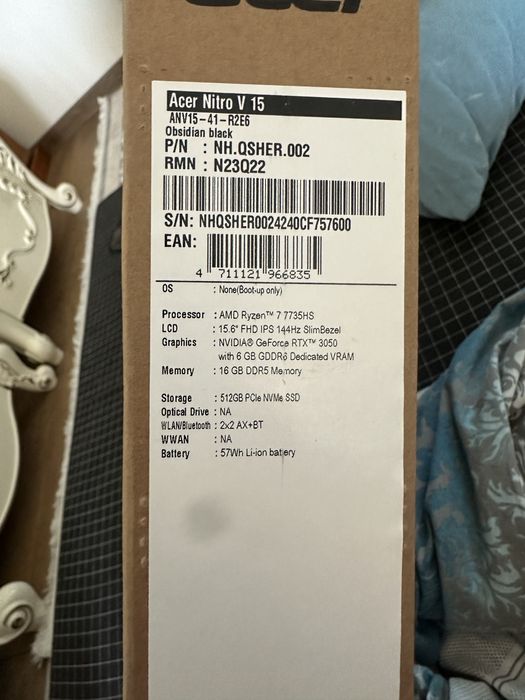 acer
Acer Nitro V 15
ANV15-41-R2E6
Obsidian black
P/N : NH.QSHER.002
RMN : N23Q22
S/N: NHQSHER0024240CF757600
EAN:
4 711121 966835
OS : None(Boot-up only)
Processor : AMD Ryzen™ 7 7735HS
LCD : 15.6" FHD IPS 144Hz SlimBezel
Graphics : NVIDIA® GeForce RTX™ 3050
with 6 GB GDDR6 Dedicated VRAM
Memory : 16 GB DDR5 Memory
Storage : 512GB PCIe NVMe SSD
Optical Drive : NA
WLAN/Bluetooth : 2x2 AX+BT
WWAN : NA
Battery : 57Wh Li-ion battery